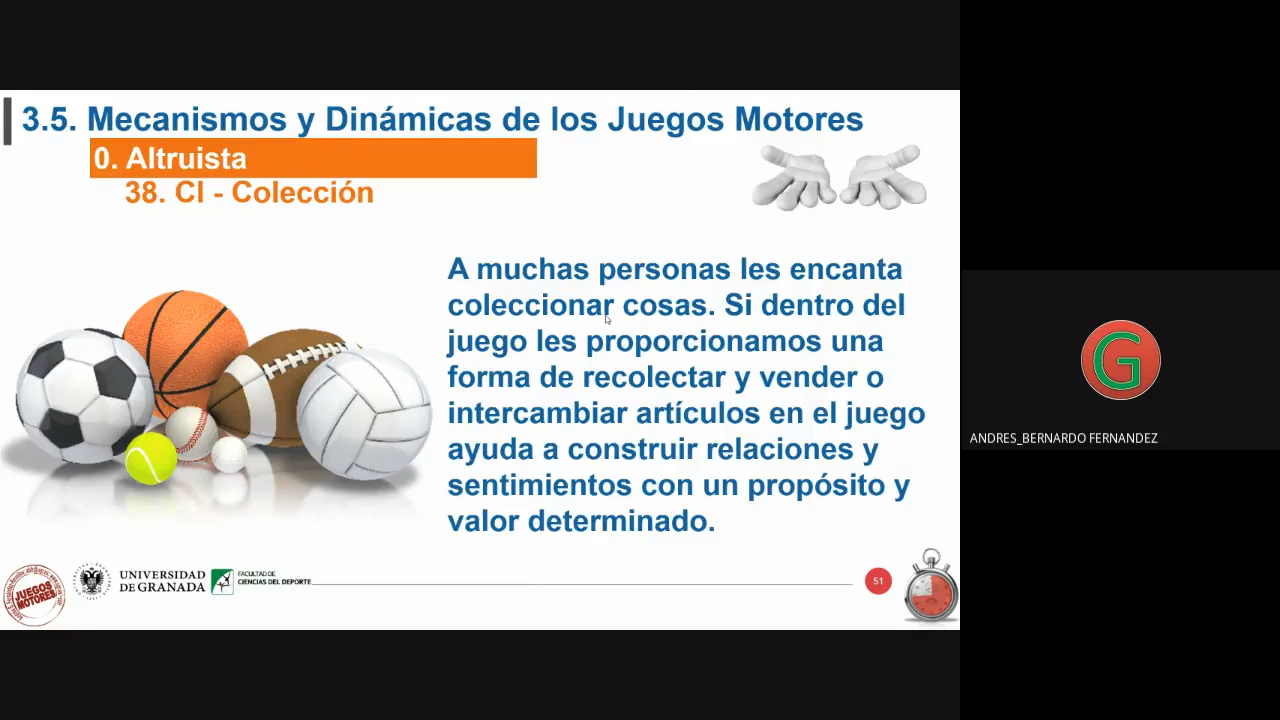 3.5. Mecanismos y Dinámicas de los Juegos Motores
0. Altruista
38. CI - Colección
A muchas personas les encanta
coleccionar cosas. Si dentro del
juego les proporcionamos una
forma de recolectar y vender o
intercambiar artículos en el juego
ayuda a construir relaciones y
sentimientos con un propósito y
valor determinado.
JUEGOS
MOTORES
UNIVERSIDAD
DE GRANADA
FACULTAD DE
CIENCIAS DEL DEPORTE
51
G
ANDRES_BERNARDO FERNANDEZ